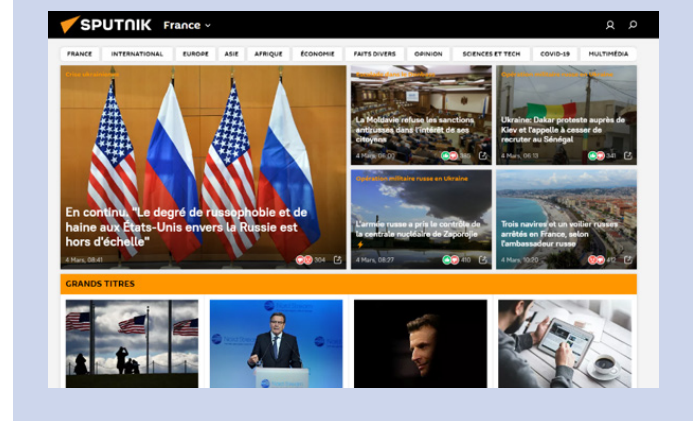 SPUTNIK France
FRANCE INTERNATIONAL EUROPE ASIE AFRIQUE ÉCONOMIE FAITS DIVERS OPINION SCIENCES ET TECH COVID-19 MULTIMÉDIA
Crise ukrainienne
En continu. "Le degré de russophobie et de
haine aux États-Unis envers la Russie est
hors d'échelle"
4 Mars, 08:41
304
La Moldavie refuse les sanctions
antirusses dans l'intérêt de ses
citoyens
4 Mars, 06:00
Ukraine: Dakar proteste auprès de
Kiev et l'appelle à cesser de
recruter au Sénégal
4 Mars, 06:13
Opération militaire russe en Ukraine
L'armée russe a pris le contrôle de
la centrale nucléaire de Zaporojie
4 Mars, 08:27
410
Trois navires et un voilier russes
arrêtés en France, selon
l'ambassadeur russe
4 Mars, 10:20
GRANDS TITRES